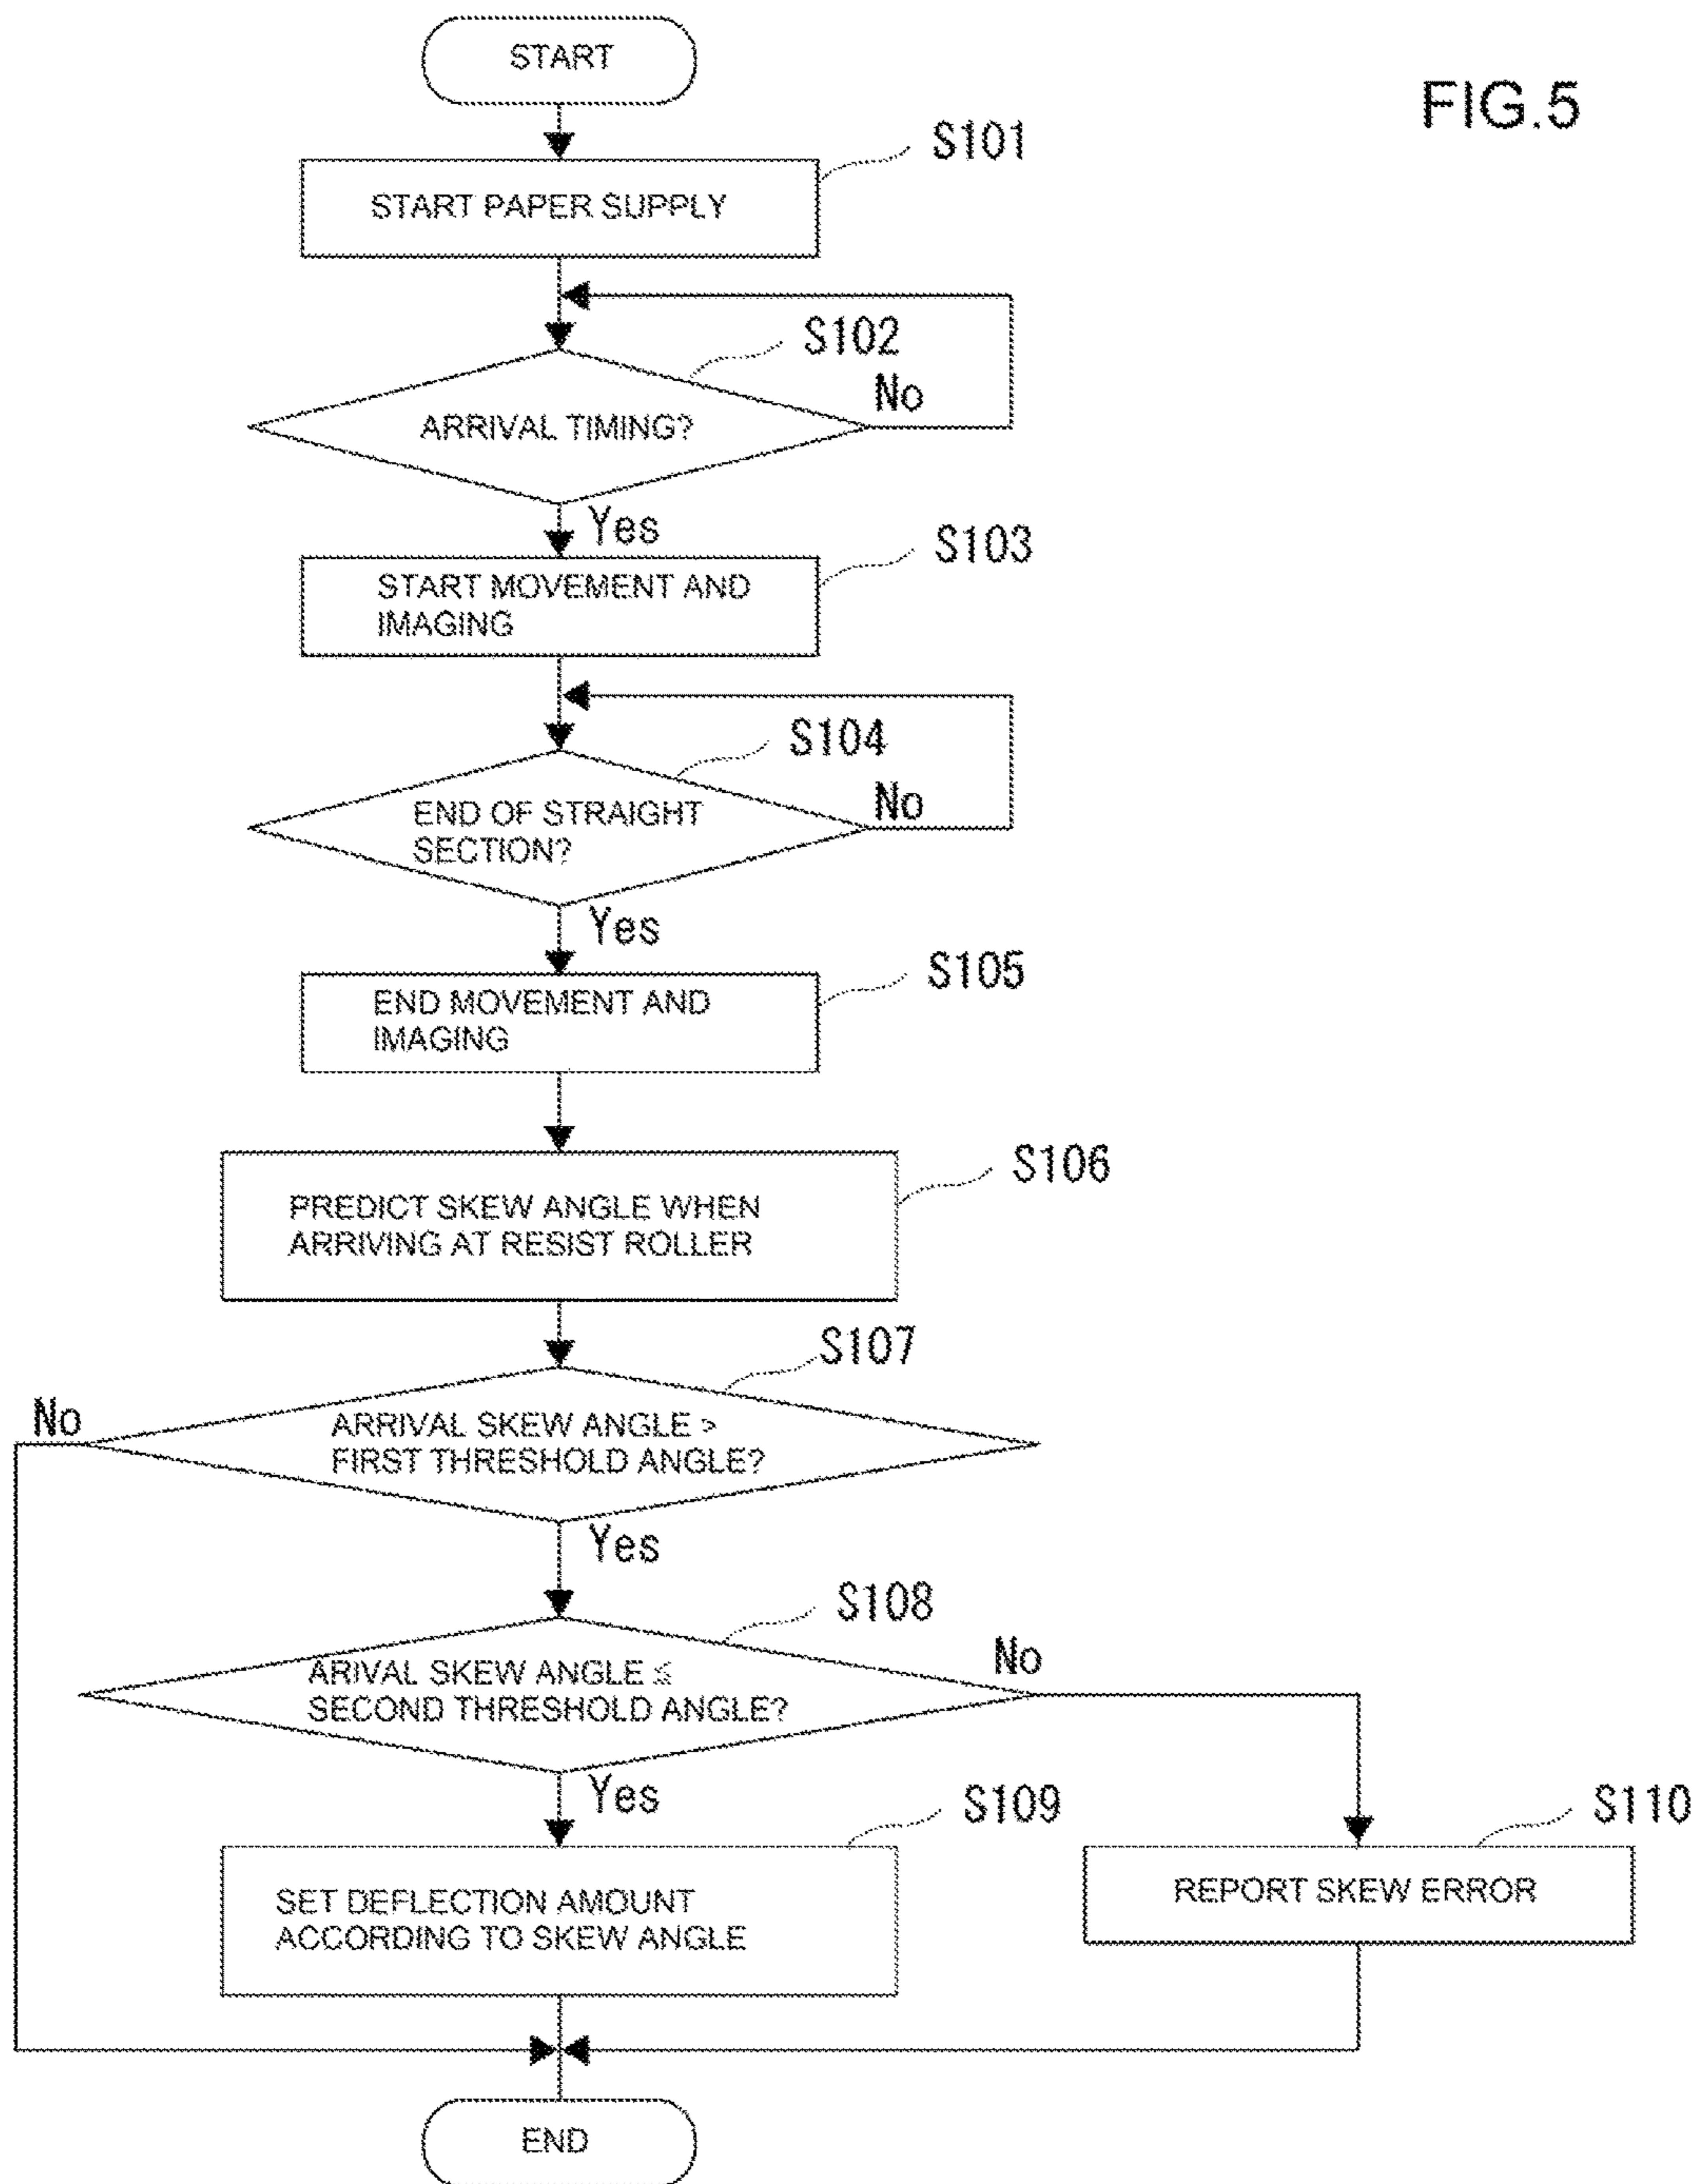 START
FIG.5
S101
START PAPER SUPPLY
S102
No
ARRIVAL TIMING?
Yes
S103
START MOVEMENT AND
IMAGING
S104
No
END OF STRAIGHT
SECTION?
Yes
S105
END MOVEMENT AND
IMAGING
S106
PREDICT SKEW ANGLE WHEN
ARRIVING AT RESIST ROLLER
S107
No
ARRIVAL SKEW ANGLE >
FIRST THRESHOLD ANGLE?
Yes
S108
No
ARIVAL SKEW ANGLE ≦
SECOND THRESHOLD ANGLE?
Yes
S109
S110
SET DEFLECTION AMOUNT
ACCORDING TO SKEW ANGLE
REPORT SKEW ERROR
END